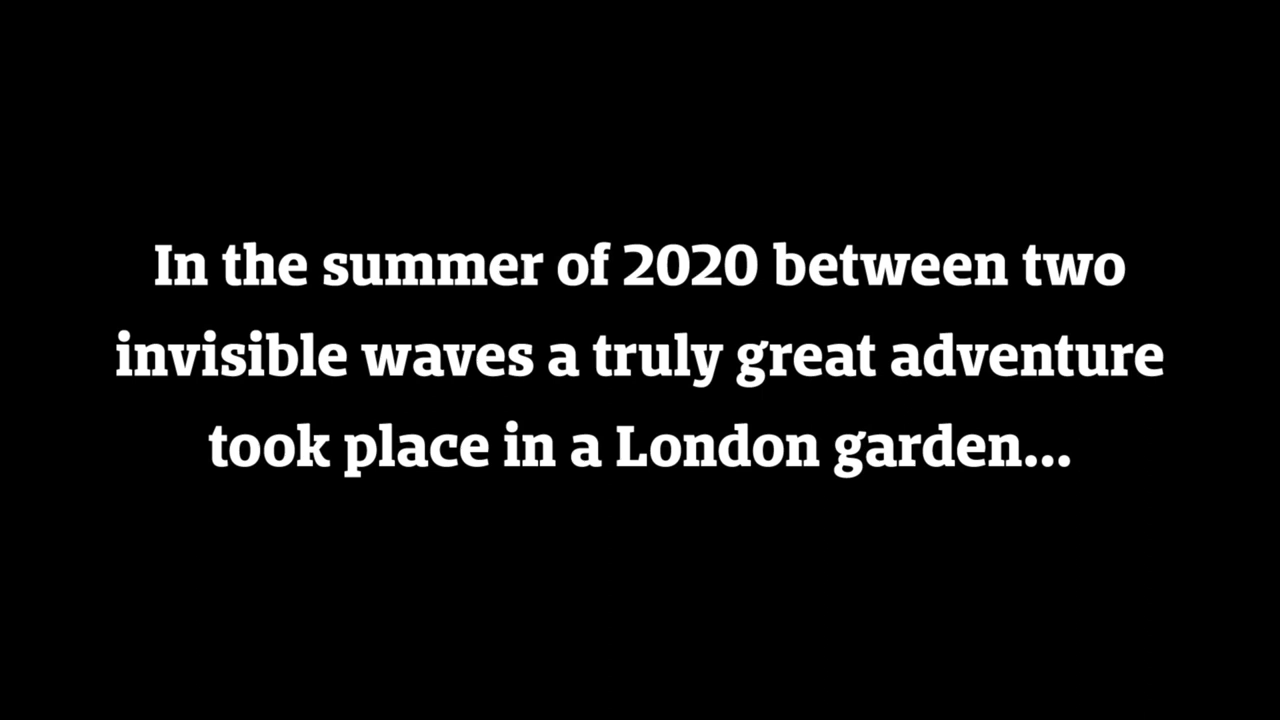 In the summer of 2020 between two
invisible waves a truly great adventure
took place in a London garden...